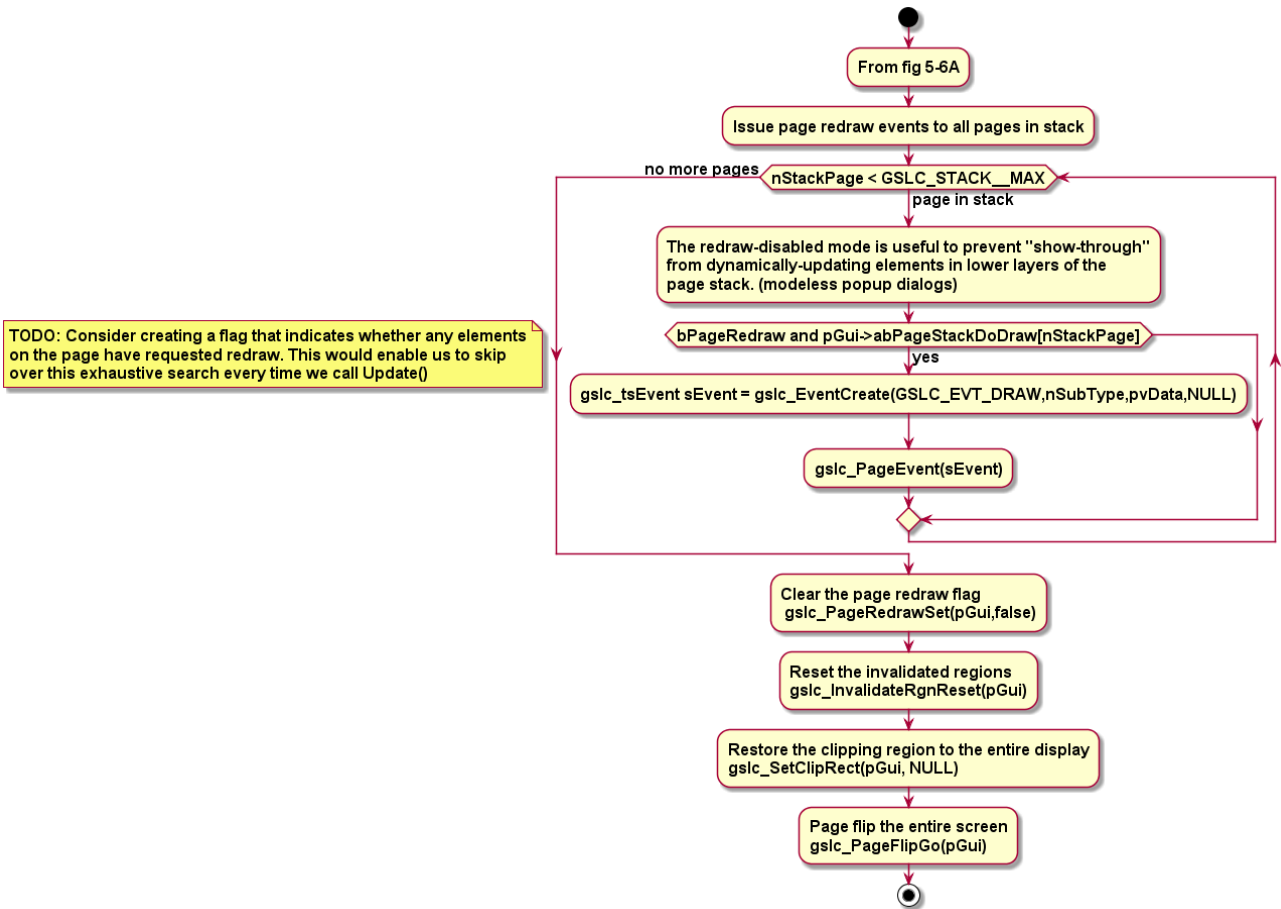 From fig 5-6A
Issue page redraw events to all pages in stack
no more pages
nStackPage < GSLC_STACK__MAX
page in stack
The redraw-disabled mode is useful to prevent "show-through"
from dynamically-updating elements in lower layers of the
page stack. (modeless popup dialogs)
TODO: Consider creating a flag that indicates whether any elements
on the page have requested redraw. This would enable us to skip
over this exhaustive search every time we call Update()
bPageRedraw and pGui->abPageStackDoDraw[nStackPage]
yes
gslc_tsEvent sEvent = gslc_EventCreate(GSLC_EVT_DRAW,nSubType,pvData,NULL)
gslc_PageEvent(sEvent)
Clear the page redraw flag
gslc_PageRedrawSet(pGui,false)
Reset the invalidated regions
gslc_InvalidateRgnReset(pGui)
Restore the clipping region to the entire display
gslc_SetClipRect(pGui, NULL)
Page flip the entire screen
gslc_PageFlipGo(pGui)